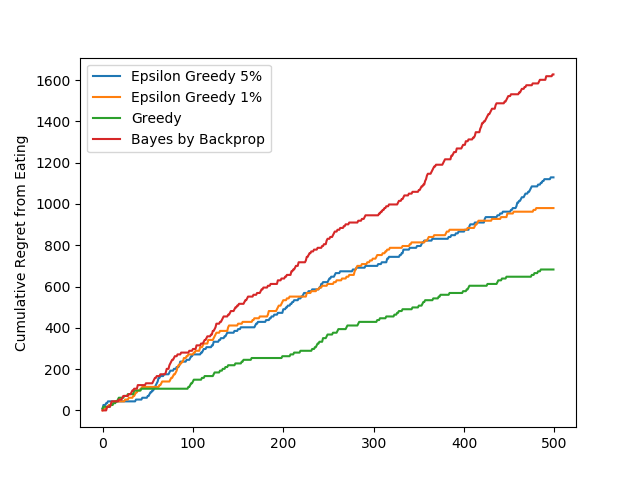 Epsilon Greedy 5%
Epsilon Greedy 1%
Greedy
Bayes by Backprop
Cumulative Regret from Eating
1600
1400
1200
1000
800
600
400
200
0
0 100 200 300 400 500